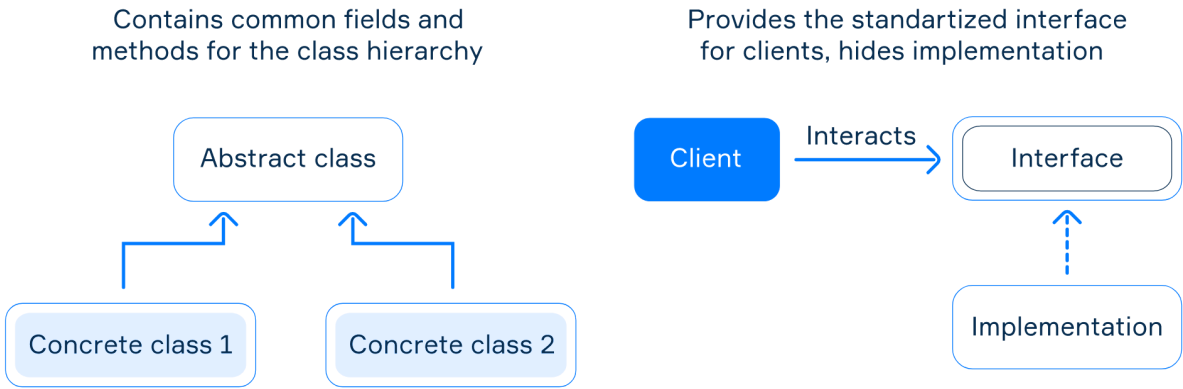 Contains common fields and
methods for the class hierarchy
Abstract class
Concrete class 1
Concrete class 2
Provides the standartized interface
for clients, hides implementation
Client
Interacts
Interface
Implementation